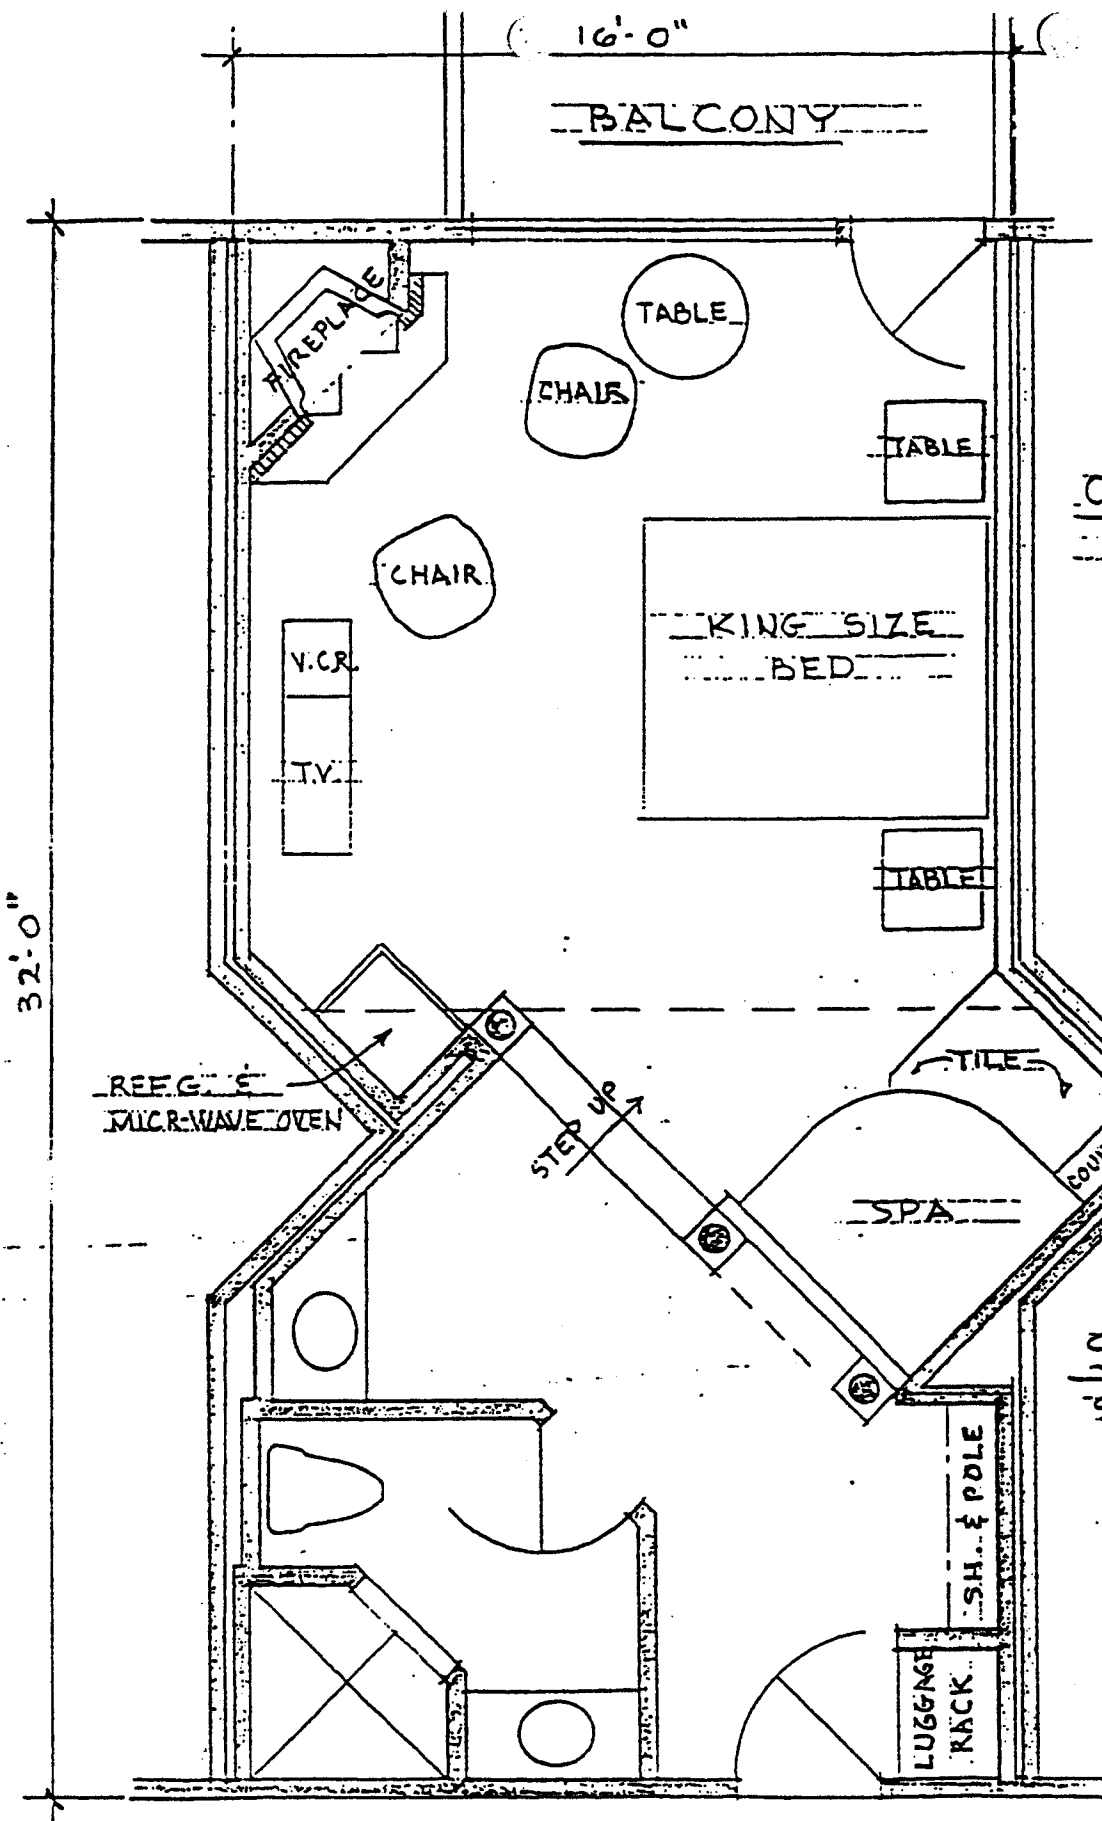 16'-0"
BALCONY
FIREPLACE
TABLE
CHAIR
TABLE
CHAIR
KING SIZE
BED
V.C.R.
T.V.
TABLE
32'-0"
REFG. &
MICR-WAVE OVEN
TILE
STEP UP
SPA
SH. & POLE
LUGGAGE
RACK